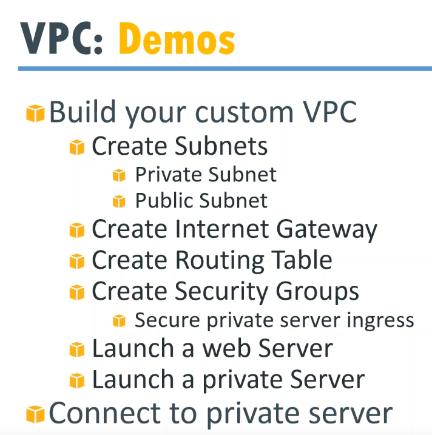 VPC: Demos
Build your custom VPC
Create Subnets
Private Subnet
Public Subnet
Create Internet Gateway
Create Routing Table
Create Security Groups
Secure private server ingress
Launch a web Server
Launch a private Server
Connect to private server